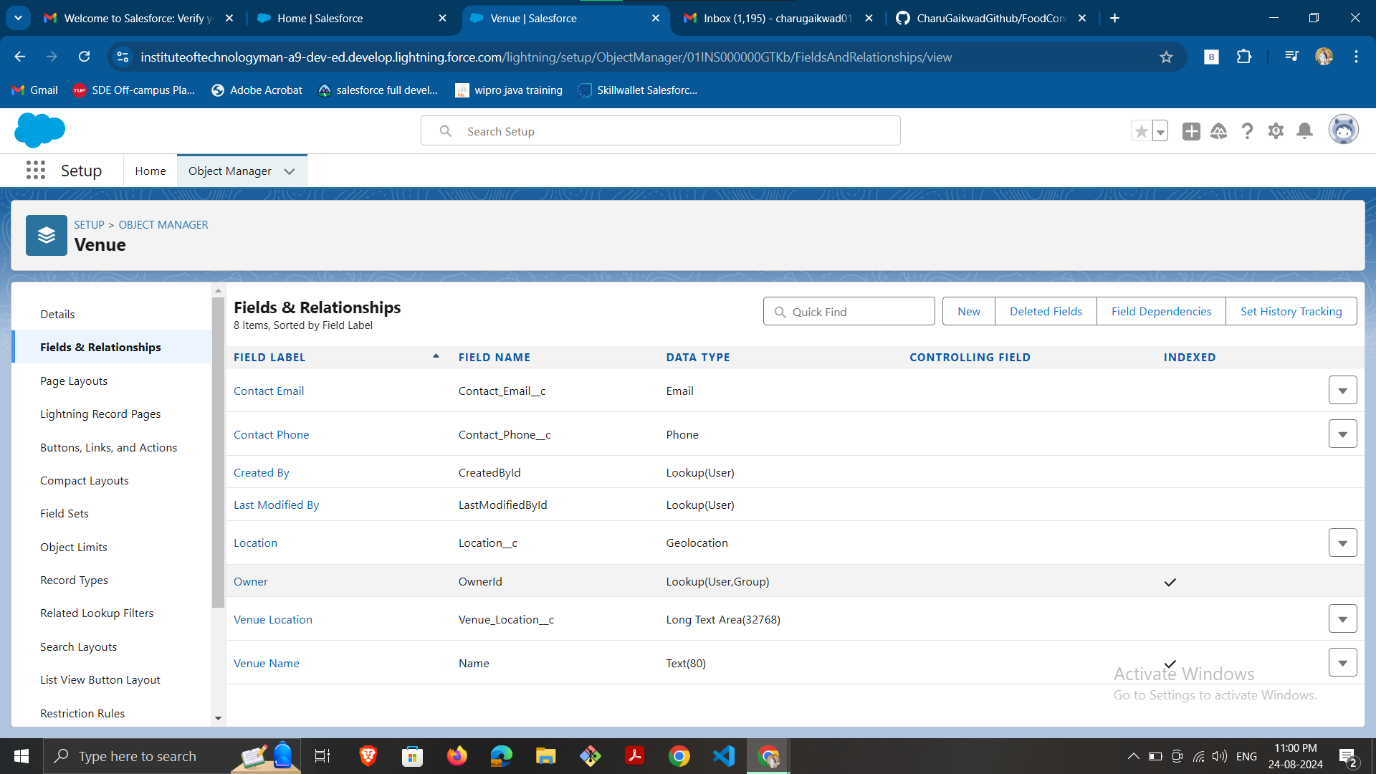 Welcome to Salesforce: Verify y
Home | Salesforce
Venue | Salesforce
Inbox (1,195) - charugaikwad01
CharuGaikwadGithub/FoodCon
instituteoftechnologyman-a9-dev-ed.develop.lightning.force.com/lightning/setup/ObjectManager/01INS000000GTKb/FieldsAndRelationships/view
Gmail
SDE Off-campus Pla...
Adobe Acrobat
salesforce full devel...
wipro java training
Skillwallet Salesforc...
Search Setup
Setup
Home
Object Manager
SETUP > OBJECT MANAGER
Venue
Details
Fields & Relationships
Page Layouts
Lightning Record Pages
Buttons, Links, and Actions
Compact Layouts
Field Sets
Object Limits
Record Types
Related Lookup Filters
Search Layouts
List View Button Layout
Restriction Rules
Fields & Relationships
8 Items, Sorted by Field Label
Quick Find
New
Deleted Fields
Field Dependencies
Set History Tracking
FIELD LABEL FIELD NAME DATA TYPE CONTROLLING FIELD INDEXED
Contact Email Contact_Email__c Email
Contact Phone Contact_Phone__c Phone
Created By CreatedById Lookup(User)
Last Modified By LastModifiedById Lookup(User)
Location Location__c Geolocation
Owner OwnerId Lookup(User,Group)
Venue Location Venue_Location__c Long Text Area(32768)
Venue Name Name Text(80)
Activate Windows
Go to Settings to activate Windows.
Type here to search
ENG
11:00 PM
24-08-2024
2